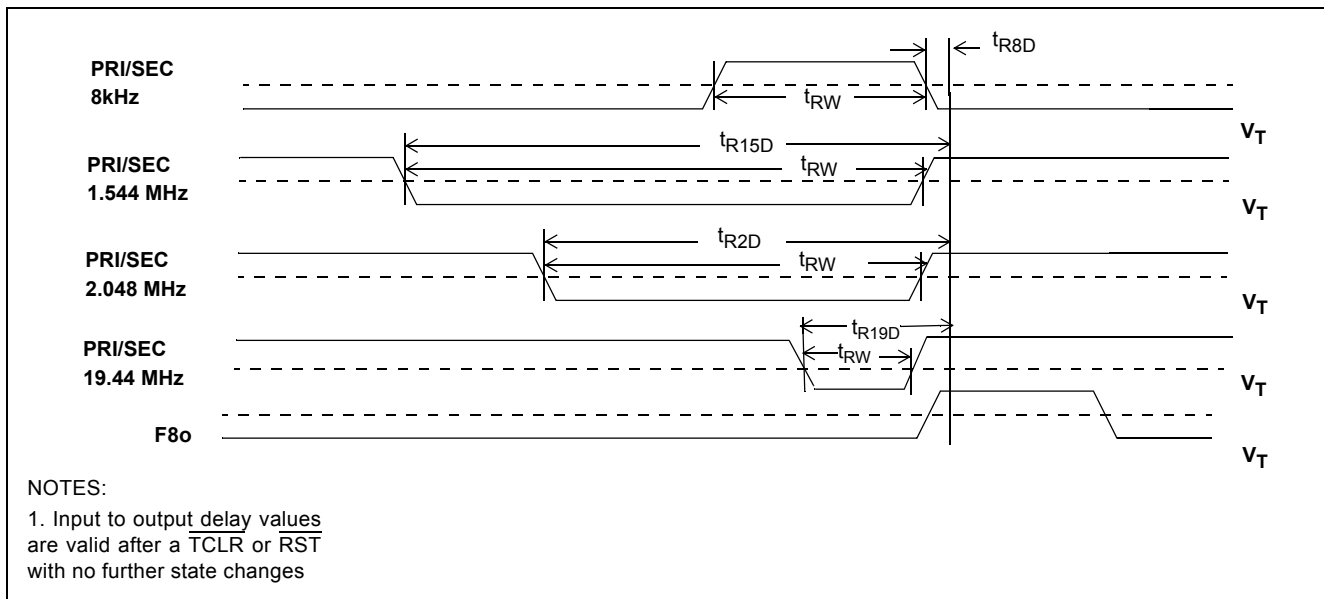 tR8D
PRI/SEC
8kHz
tRW
VT
tR15D
PRI/SEC
1.544 MHz
tRW
VT
tR2D
PRI/SEC
2.048 MHz
tRW
VT
tR19D
PRI/SEC
19.44 MHz
tRW
VT
F8o
VT
NOTES:
1. Input to output delay values
are valid after a TCLR or RST
with no further state changes